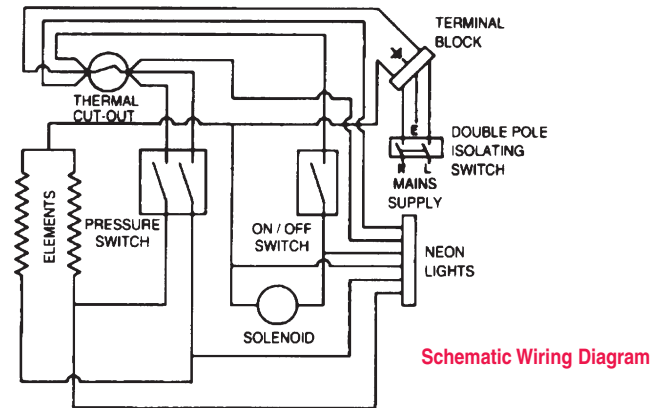 TERMINAL
BLOCK
THERMAL
CUT-OUT
E
DOUBLE POLE
ISOLATING
SWITCH
N L
MAINS
SUPPLY
ELEMENTS
PRESSURE
SWITCH
ON / OFF
SWITCH
NEON
LIGHTS
SOLENOID
Schematic Wiring Diagram